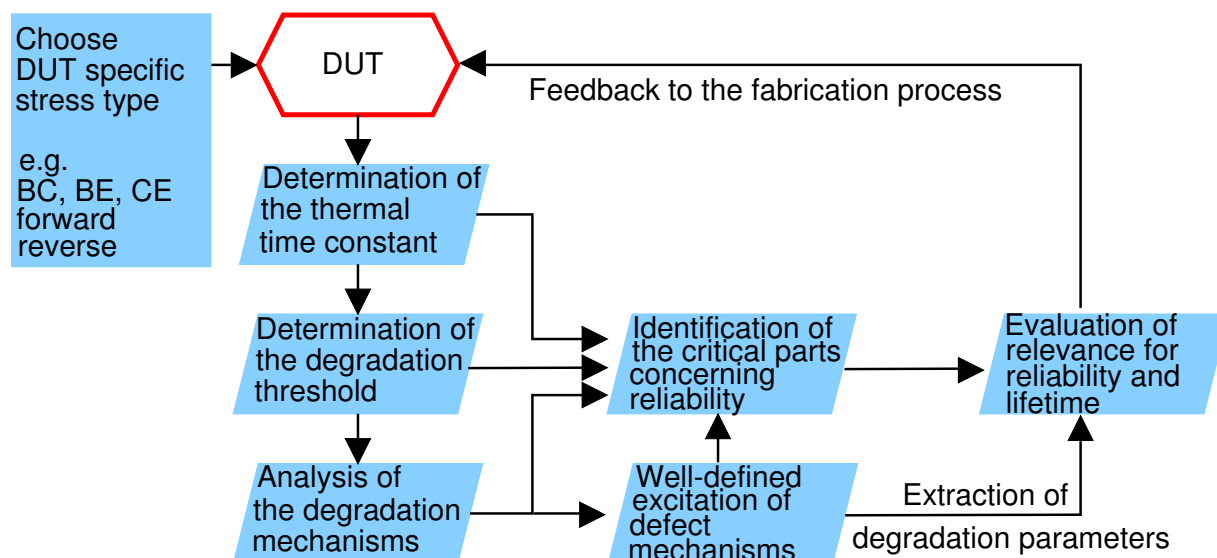 Choose
DUT specific
stress type
e.g.
BC, BE, CE
forward
reverse
DUT
Feedback to the fabrication process
Determination of
the thermal
time constant
Determination of
the degradation
threshold
Identification of
the critical parts
concerning
reliability
Evaluation of
relevance for
reliability and
lifetime
Analysis of
the degradation
mechanisms
Well-defined
excitation of
defect
mechanisms
Extraction of
degradation parameters